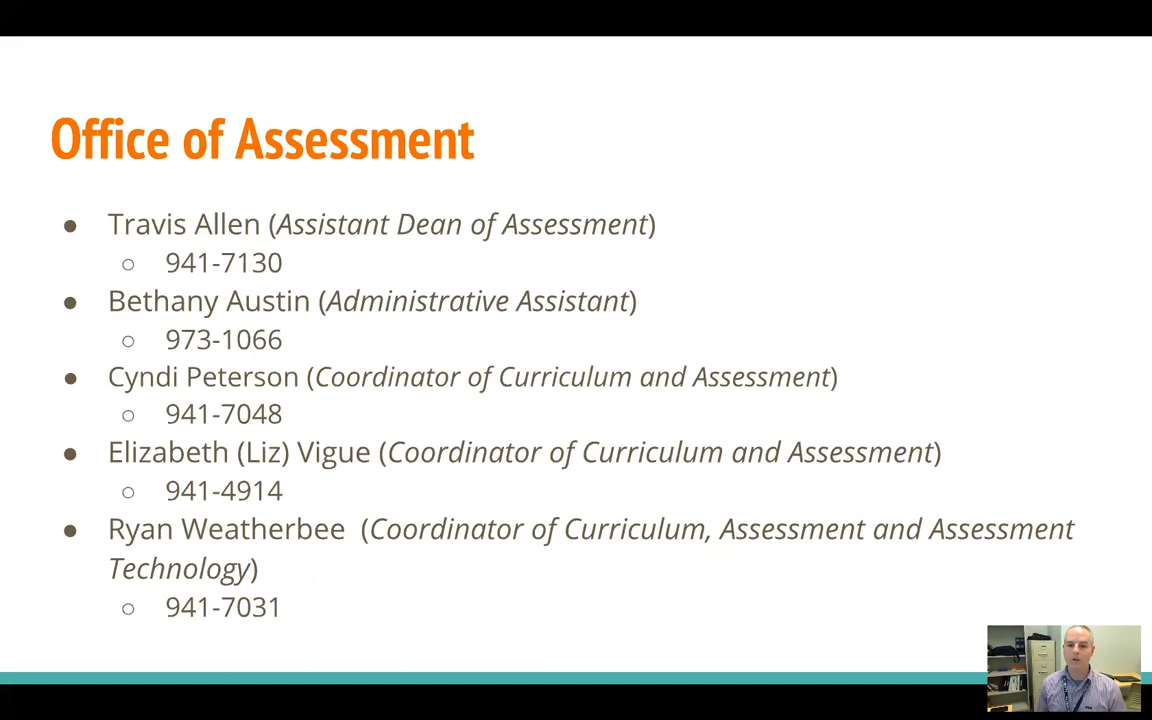 Office of Assessment
● Travis Allen (Assistant Dean of Assessment)
○ 941-7130
● Bethany Austin (Administrative Assistant)
○ 973-1066
● Cyndi Peterson (Coordinator of Curriculum and Assessment)
○ 941-7048
● Elizabeth (Liz) Vigue (Coordinator of Curriculum and Assessment)
○ 941-4914
● Ryan Weatherbee (Coordinator of Curriculum, Assessment and Assessment
Technology)
○ 941-7031